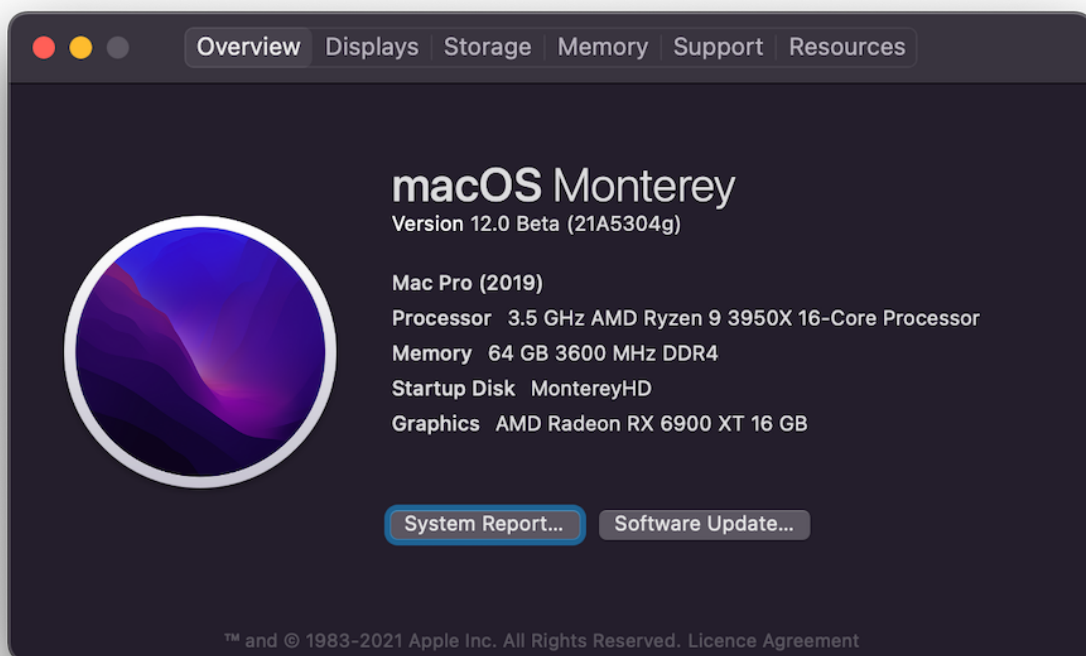 Overview Displays Storage Memory Support Resources
macOS Monterey
Version 12.0 Beta (21A5304g)
Mac Pro (2019)
Processor 3.5 GHz AMD Ryzen 9 3950X 16-Core Processor
Memory 64 GB 3600 MHz DDR4
Startup Disk MontereyHD
Graphics AMD Radeon RX 6900 XT 16 GB
System Report... Software Update...
™ and © 1983-2021 Apple Inc. All Rights Reserved. Licence Agreement